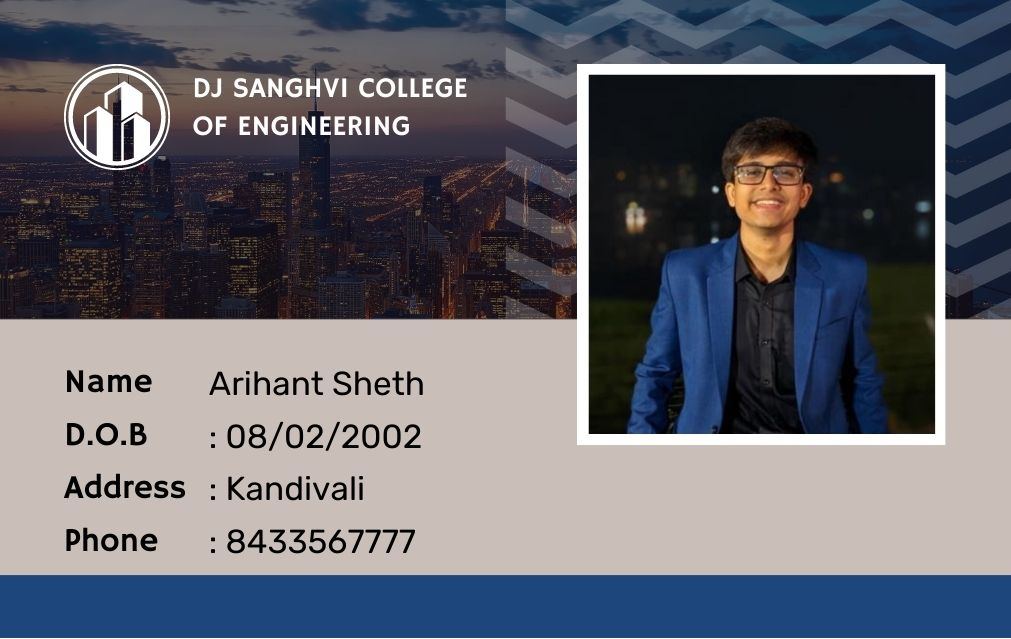 DJ SANGHVI COLLEGE
OF ENGINEERING
Name Arihant Sheth
D.O.B : 08/02/2002
Address : Kandivali
Phone : 8433567777